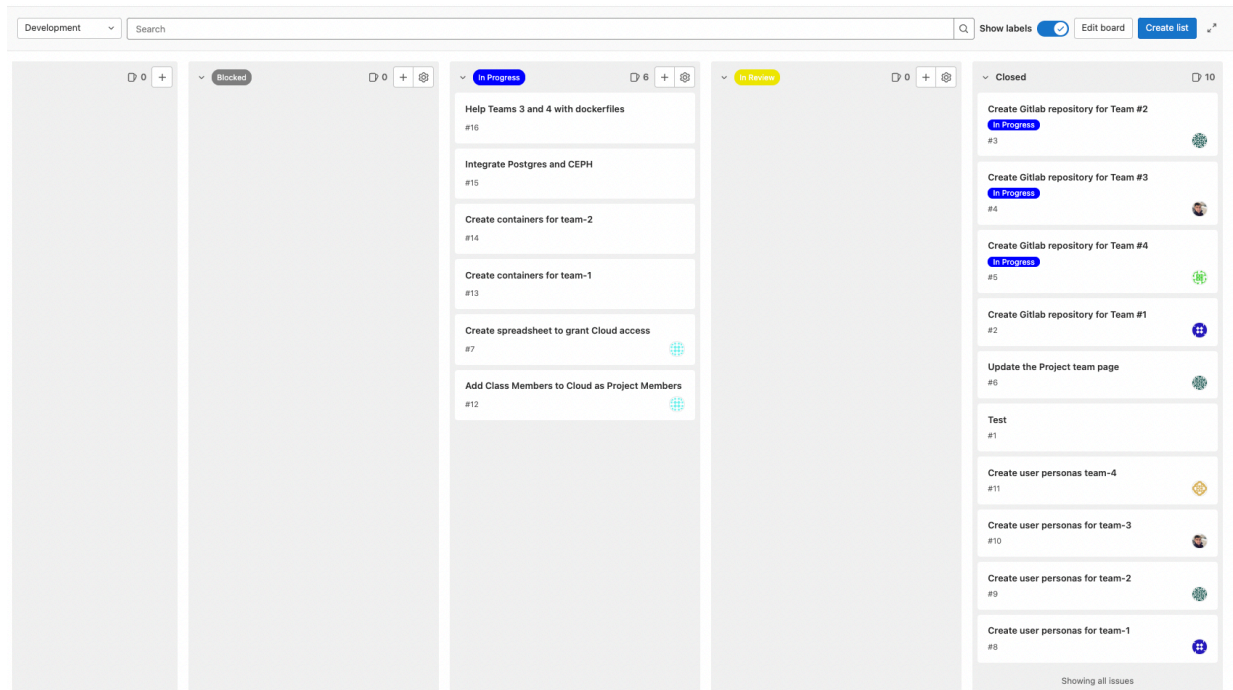 Development
Search
Show labels
Edit board
Create list
0
Blocked
0
In Progress
6
In Review
0
Closed
10
Help Teams 3 and 4 with dockerfiles
#16
Integrate Postgres and CEPH
#15
Create containers for team-2
#14
Create containers for team-1
#13
Create spreadsheet to grant Cloud access
#7
Add Class Members to Cloud as Project Members
#12
Create Gitlab repository for Team #2
In Progress
#3
Create Gitlab repository for Team #3
In Progress
#4
Create Gitlab repository for Team #4
In Progress
#5
Create Gitlab repository for Team #1
#2
Update the Project team page
#6
Test
#1
Create user personas team-4
#11
Create user personas for team-3
#10
Create user personas for team-2
#9
Create user personas for team-1
#8
Showing all issues